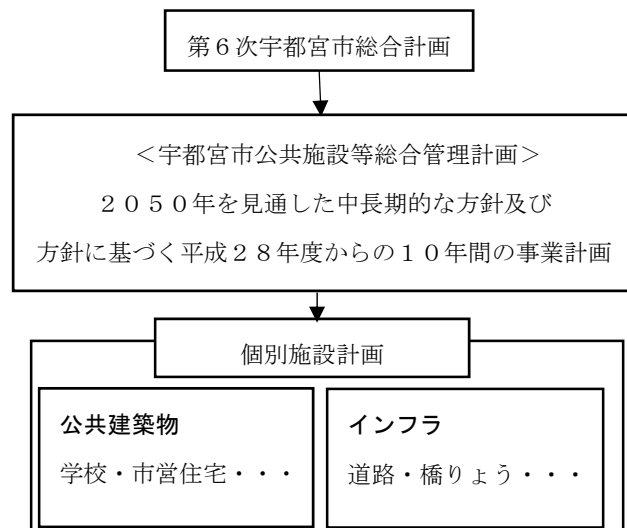 第６次宇都宮市総合計画
＜宇都宮市公共施設等総合管理計画＞
２０５０年を見通した中長期的な方針及び
方針に基づく平成２８年度からの１０年間の事業計画
個別施設計画
公共建築物
学校・市営住宅・・・
インフラ
道路・橋りょう・・・